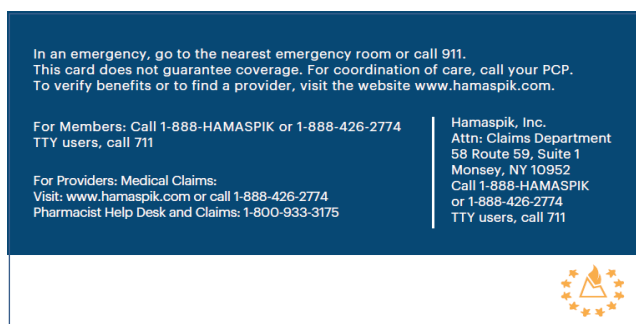 In an emergency, go to the nearest emergency room or call 911.
This card does not guarantee coverage. For coordination of care, call your PCP.
To verify benefits or to find a provider, visit the website www.hamaspik.com.
For Members: Call 1-888-HAMASPIK or 1-888-426-2774
TTY users, call 711
For Providers: Medical Claims:
Visit: www.hamaspik.com or call 1-888-426-2774
Pharmacist Help Desk and Claims: 1-800-933-3175
Hamaspik, Inc.
Attn: Claims Department
58 Route 59, Suite 1
Monsey, NY 10952
Call 1-888-HAMASPIK
or 1-888-426-2774
TTY users, call 711